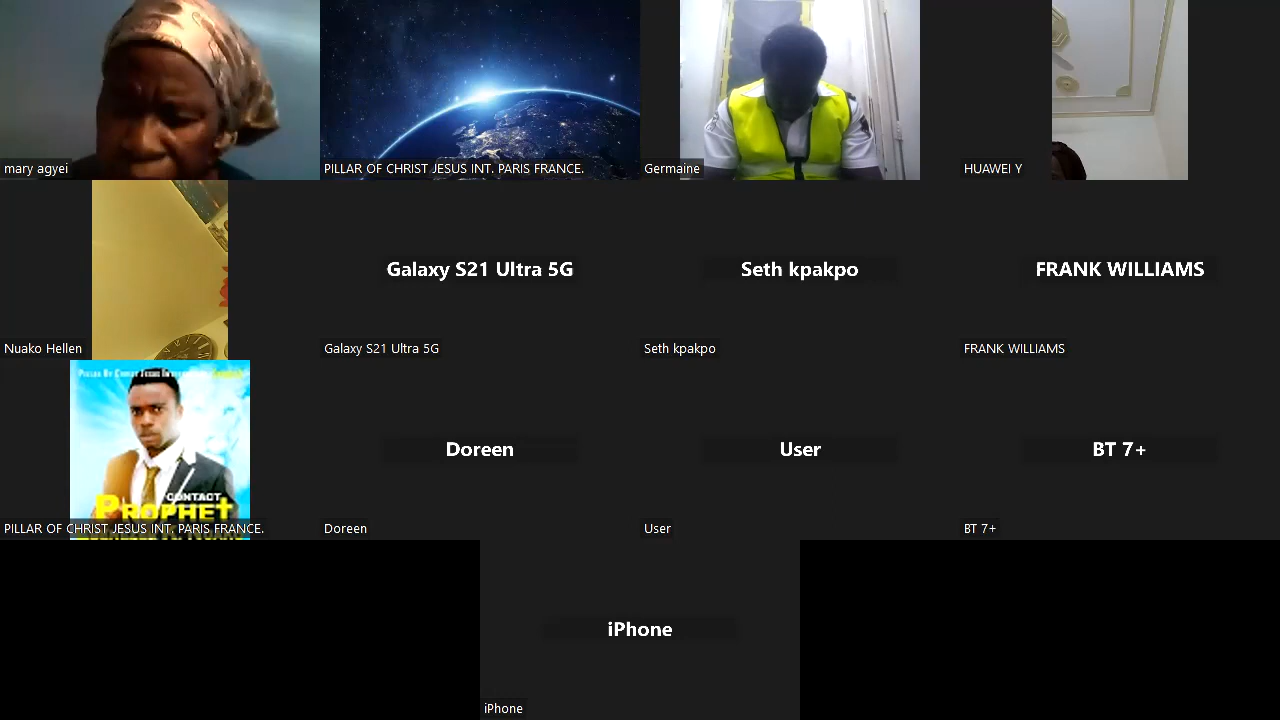 mary agyei
PILLAR OF CHRIST JESUS INT. PARIS FRANCE.
Germaine
HUAWEI Y
Nuako Hellen
Galaxy S21 Ultra 5G
Galaxy S21 Ultra 5G
Seth kpakpo
Seth kpakpo
FRANK WILLIAMS
FRANK WILLIAMS
CONTACT
PROPHET
PILLAR OF CHRIST JESUS INT. PARIS FRANCE.
Doreen
Doreen
User
User
BT 7+
BT 7+
iPhone
iPhone